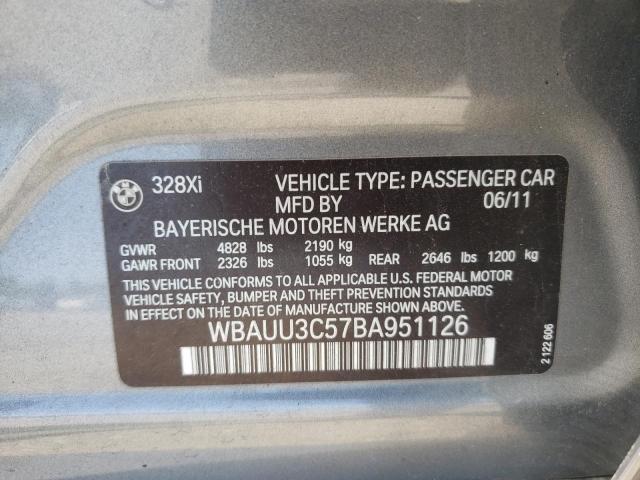 BMW
328Xi VEHICLE TYPE: PASSENGER CAR
MFD BY 06/11
BAYERISCHE MOTOREN WERKE AG
GVWR 4828 lbs 2190 kg
GAWR FRONT 2326 lbs 1055 kg REAR 2646 lbs 1200 kg
THIS VEHICLE CONFORMS TO ALL APPLICABLE U.S. FEDERAL MOTOR
VEHICLE SAFETY, BUMPER AND THEFT PREVENTION STANDARDS IN
EFFECT ON THE DATE OF MANUFACTURE SHOWN ABOVE.
WBAUU3C57BA951126
2 122 606